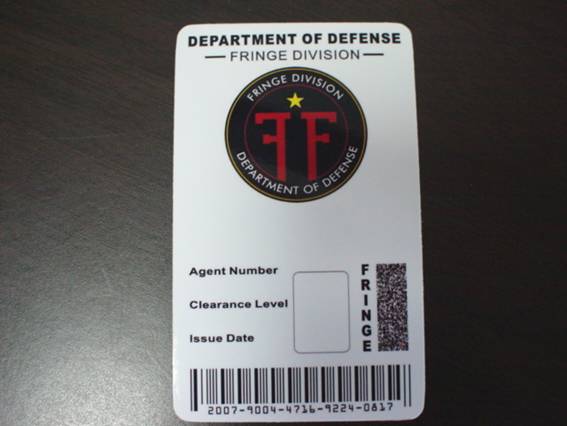 DEPARTMENT OF DEFENSE
FRINGE DIVISION
FRINGE DIVISION
FF
DEPARTMENT OF DEFENSE
Agent Number
Clearance Level
Issue Date
FRINGE
2007-9004-4716-9224-0817